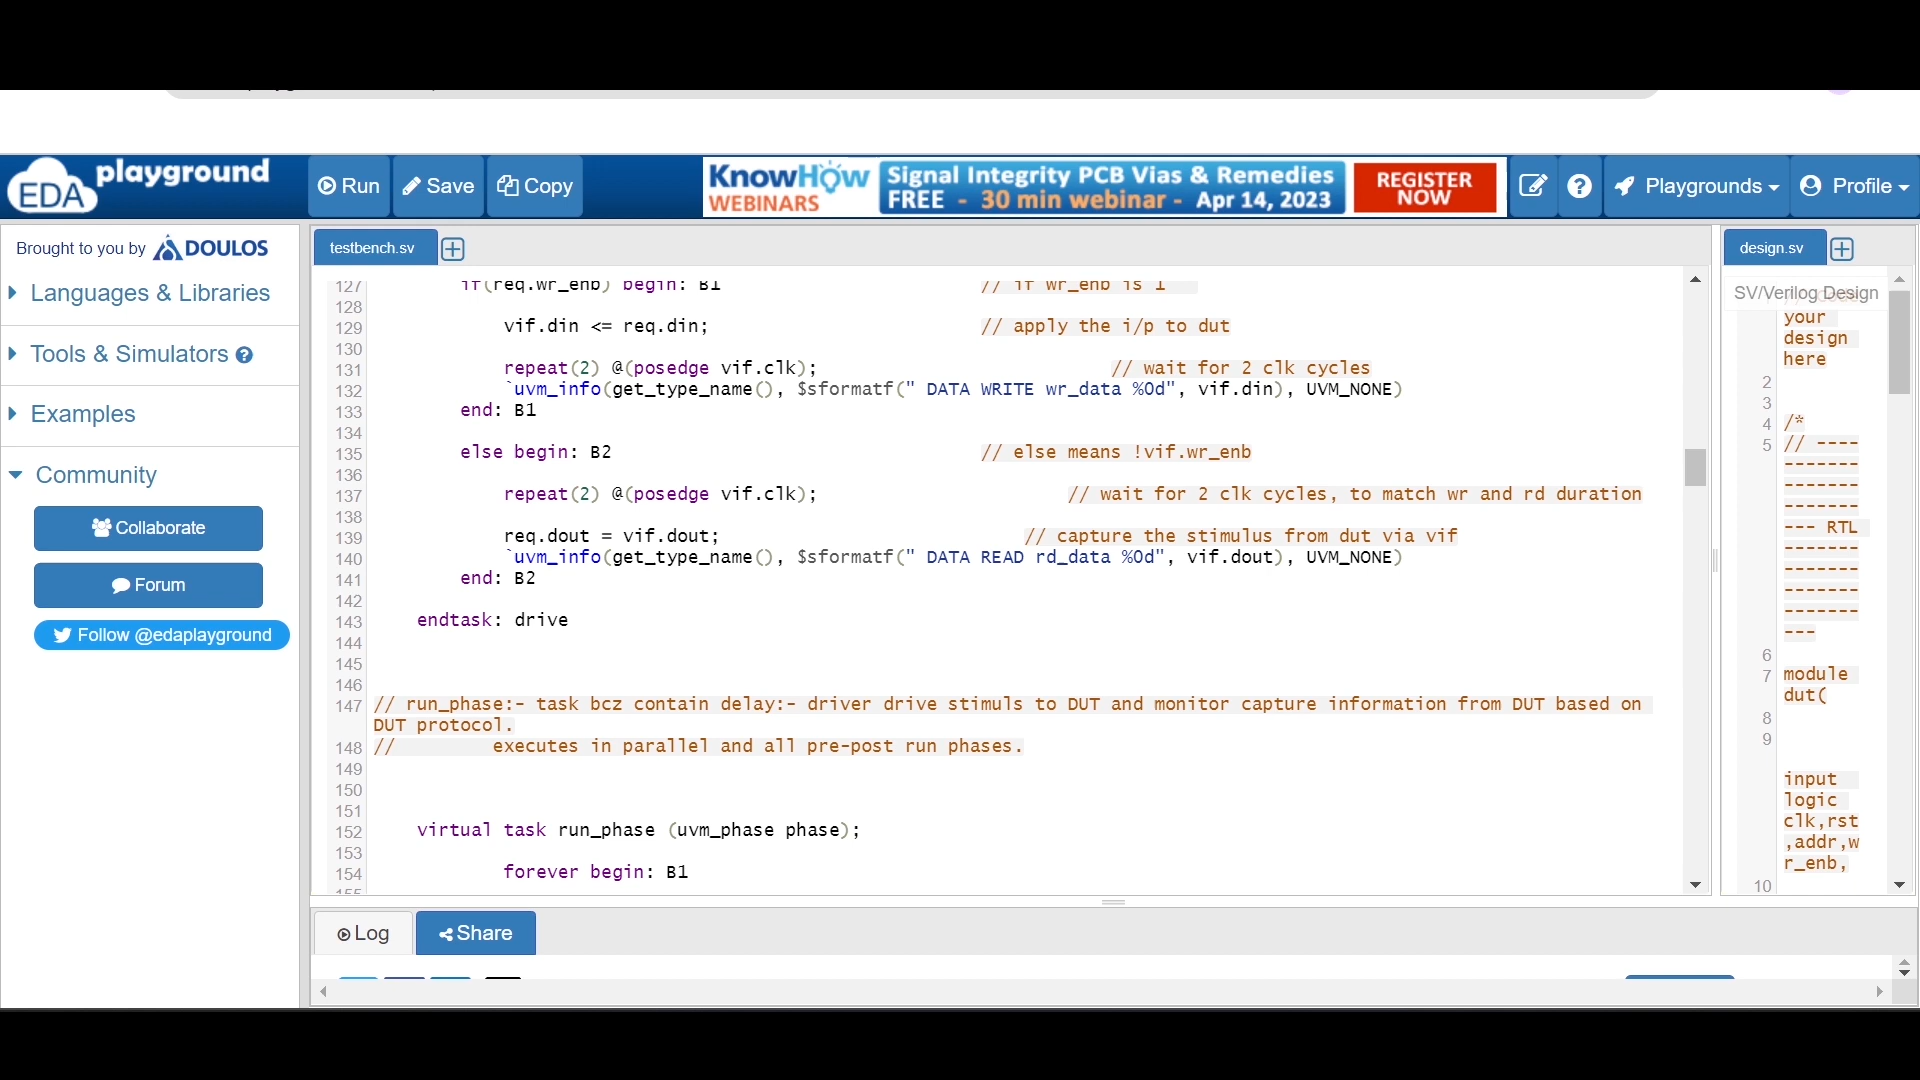 EDA playground
Run
Save
Copy
KnowHow
WEBINARS
Signal Integrity PCB Vias & Remedies
FREE - 30 min webinar - Apr 14, 2023
REGISTER
NOW
Playgrounds
Profile
Brought to you by DOULOS
Languages & Libraries
Tools & Simulators
Examples
Community
Collaborate
Forum
Follow @edaplayground
testbench.sv
127 if(req.wr_enb) begin: B1 // if wr_enb is 1
128
129 vif.din <= req.din; // apply the i/p to dut
130
131 repeat(2) @(posedge vif.clk); // wait for 2 clk cycles
132 `uvm_info(get_type_name(), $sformatf(" DATA WRITE wr_data %0d", vif.din), UVM_NONE)
133 end: B1
134
135 else begin: B2 // else means !vif.wr_enb
136
137 repeat(2) @(posedge vif.clk); // wait for 2 clk cycles, to match wr and rd duration
138
139 req.dout = vif.dout; // capture the stimulus from dut via vif
140 `uvm_info(get_type_name(), $sformatf(" DATA READ rd_data %0d", vif.dout), UVM_NONE)
141 end: B2
142
143 endtask: drive
144
145
146
147 // run_phase:- task bcz contain delay:- driver drive stimuls to DUT and monitor capture information from DUT based on
DUT protocol.
148 // executes in parallel and all pre-post run phases.
149
150
151
152 virtual task run_phase (uvm_phase phase);
153
154 forever begin: B1
155
design.sv
SV/Verilog Design
your
design
here
2
3
4 /*
5 // ----
-------
-------
-------
--- RTL
-------
-------
-------
-------
---
6
7 module
dut(
8
9
input
logic
clk,rst
,addr,w
r_enb,
10
Log
Share